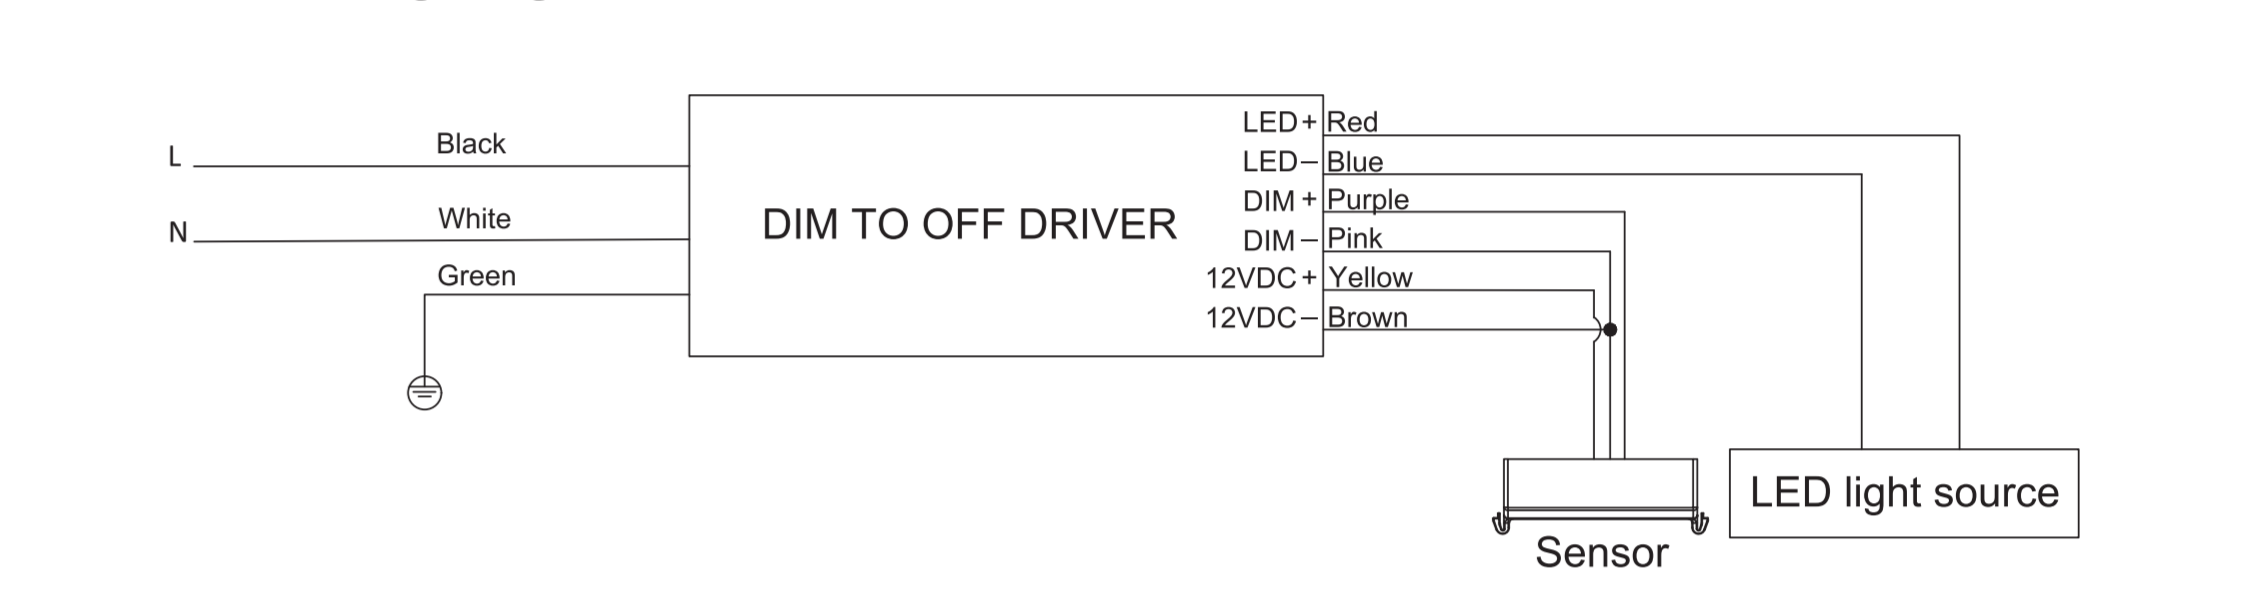 L
Black
N
White
Green
DIM TO OFF DRIVER
LED+ Red
LED– Blue
DIM + Purple
DIM – Pink
12VDC+ Yellow
12VDC– Brown
Sensor
LED light source